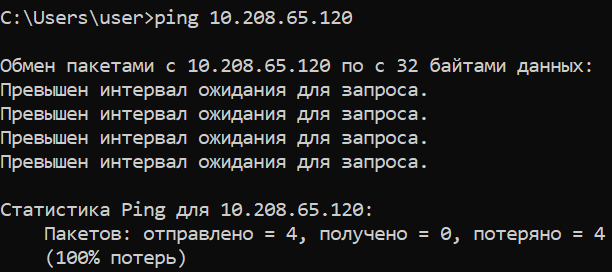 C:\Users\user>ping 10.208.65.120
Обмен пакетами с 10.208.65.120 по с 32 байтами данных:
Превышен интервал ожидания для запроса.
Превышен интервал ожидания для запроса.
Превышен интервал ожидания для запроса.
Превышен интервал ожидания для запроса.
Статистика Ping для 10.208.65.120:
Пакетов: отправлено = 4, получено = 0, потеряно = 4
(100% потерь)